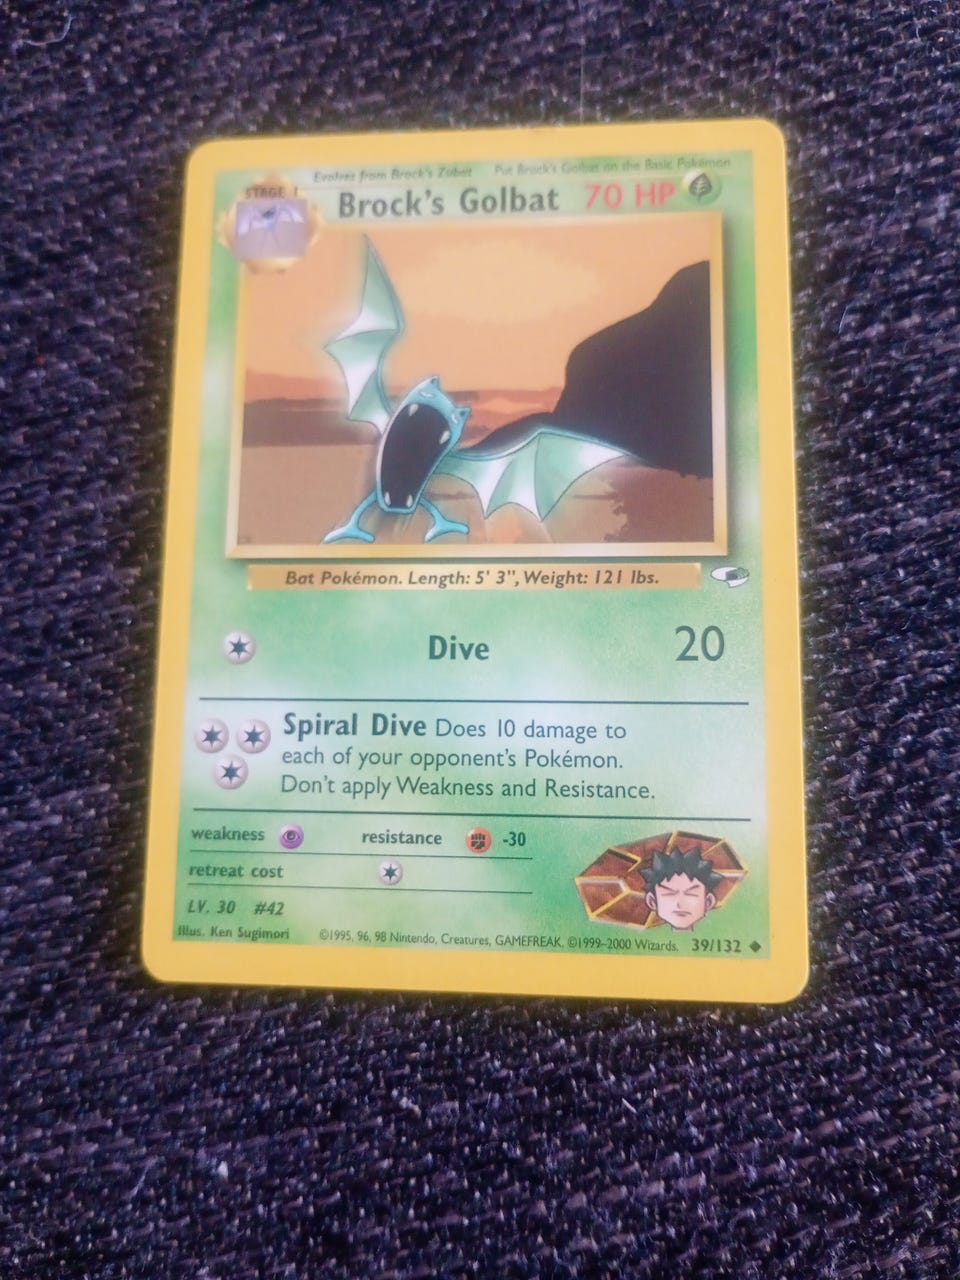 STAGE 1
Evolves from Brock's Zubat Put Brock's Golbat on the Basic Pokémon
Brock's Golbat 70 HP
Bat Pokémon. Length: 5' 3", Weight: 121 lbs.
Dive 20
Spiral Dive Does 10 damage to
each of your opponent's Pokémon.
Don't apply Weakness and Resistance.
weakness resistance -30
retreat cost
LV. 30 #42
Illus. Ken Sugimori ©1995, 96, 98 Nintendo, Creatures, GAMEFREAK. ©1999–2000 Wizards. 39/132